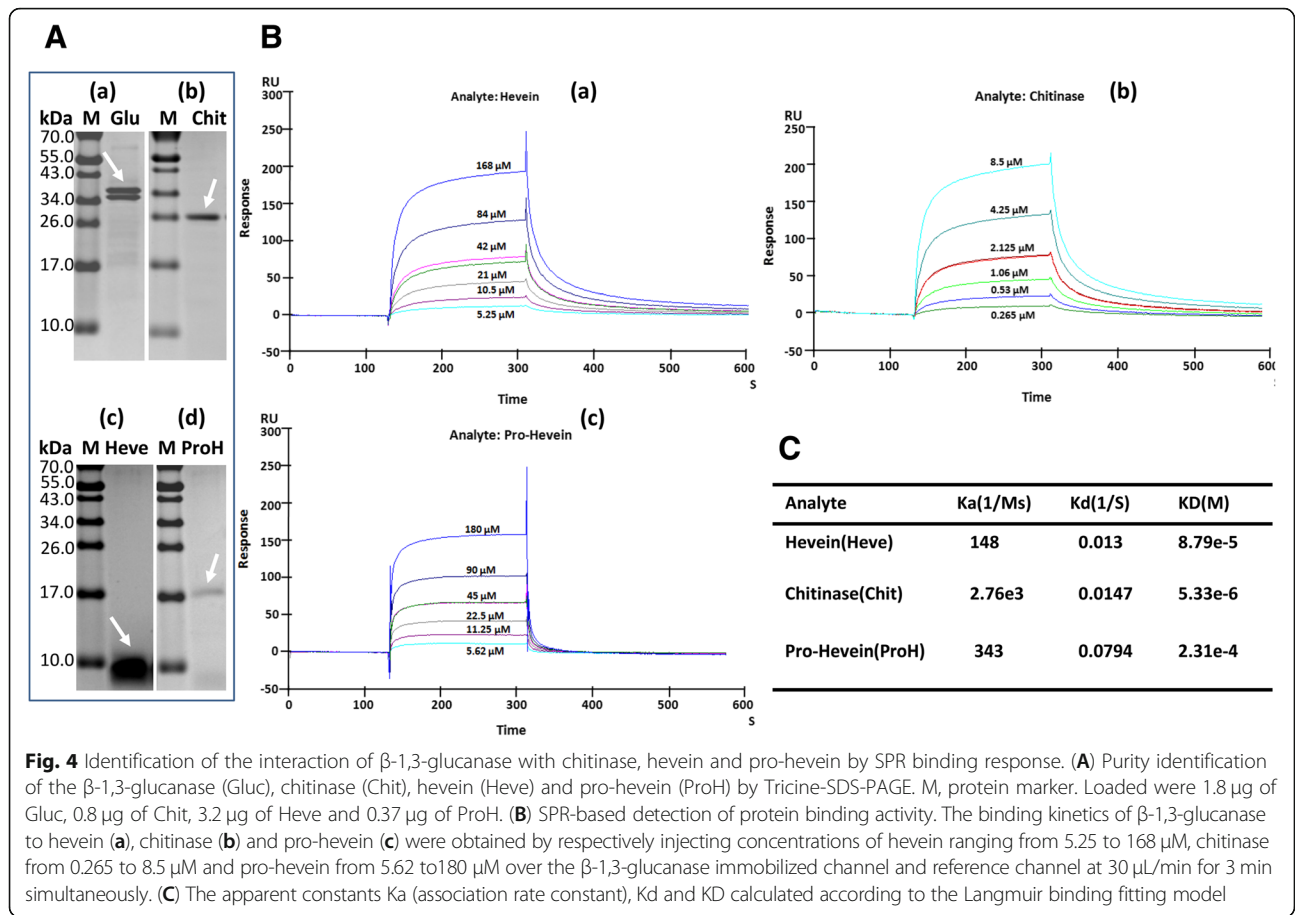 A
(a) (b)
kDa M Glu M Chit
70.0
55.0
43.0
34.0
26.0
17.0
10.0
(c) (d)
kDa M Heve M ProH
70.0
55.0
43.0
34.0
26.0
17.0
10.0
B
RU
Analyte: Hevein (a)
300
250
200
150
100
50
0
-50
Response
168 µM
84 µM
42 µM
21 µM
10.5 µM
5.25 µM
0 100 200 300 400 500 600
S
Time
RU
Analyte: Chitinase (b)
250
200
150
100
50
0
-50
Response
8.5 µM
4.25 µM
2.125 µM
1.06 µM
0.53 µM
0.265 µM
0 100 200 300 400 500 600
S
Time
RU
Analyte: Pro-Hevein (c)
300
250
200
150
100
50
0
-50
Response
180 µM
90 µM
45 µM
22.5 µM
11.25 µM
5.62 µM
0 100 200 300 400 500 600
S
Time
C
Analyte Ka(1/Ms) Kd(1/S) KD(M)
Hevein(Heve) 148 0.013 8.79e-5
Chitinase(Chit) 2.76e3 0.0147 5.33e-6
Pro-Hevein(ProH) 343 0.0794 2.31e-4
Fig. 4 Identification of the interaction of β-1,3-glucanase with chitinase, hevein and pro-hevein by SPR binding response. (A) Purity identification
of the β-1,3-glucanase (Gluc), chitinase (Chit), hevein (Heve) and pro-hevein (ProH) by Tricine-SDS-PAGE. M, protein marker. Loaded were 1.8 µg of
Gluc, 0.8 µg of Chit, 3.2 µg of Heve and 0.37 µg of ProH. (B) SPR-based detection of protein binding activity. The binding kinetics of β-1,3-glucanase
to hevein (a), chitinase (b) and pro-hevein (c) were obtained by respectively injecting concentrations of hevein ranging from 5.25 to 168 µM, chitinase
from 0.265 to 8.5 µM and pro-hevein from 5.62 to180 µM over the β-1,3-glucanase immobilized channel and reference channel at 30 µL/min for 3 min
simultaneously. (C) The apparent constants Ka (association rate constant), Kd and KD calculated according to the Langmuir binding fitting model